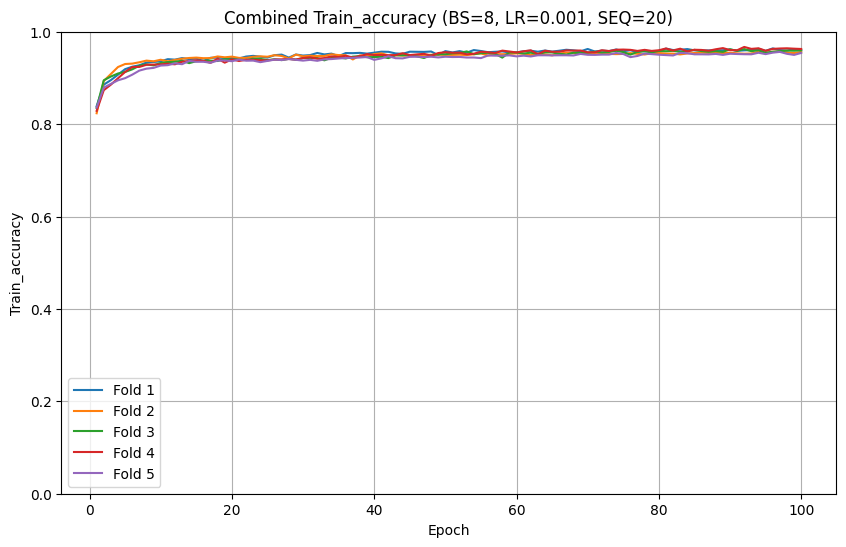 Combined Train_accuracy (BS=8, LR=0.001, SEQ=20)
Train_accuracy
1.0
0.8
0.6
0.4
0.2
0.0
Fold 1
Fold 2
Fold 3
Fold 4
Fold 5
0 20 40 60 80 100
Epoch